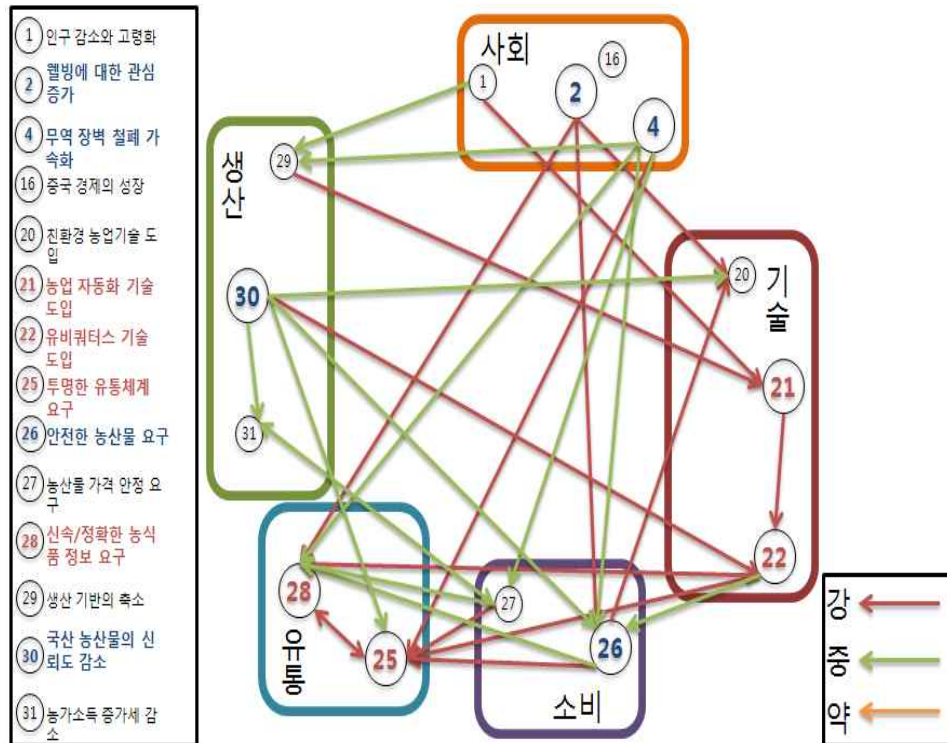 1 인구 감소와 고령화
2 웰빙에 대한 관심
증가
4 무역 장벽 철폐 가
속화
16 중국 경제의 성장
20 친환경 농업기술 도
입
21 농업 자동화 기술
도입
22 유비쿼터스 기술
도입
25 투명한 유통체계
요구
26 안전한 농산물 요구
27 농산물 가격 안정 요
구
28 신속/정확한 농식
품 정보 요구
29 생산 기반의 축소
30 국산 농산물의 신
뢰도 감소
31 농가소득 증가세 감
소
사회
1
2
16
4
생산
29
30
31
기술
20
21
22
유통
28
25
소비
27
26
강
중
약